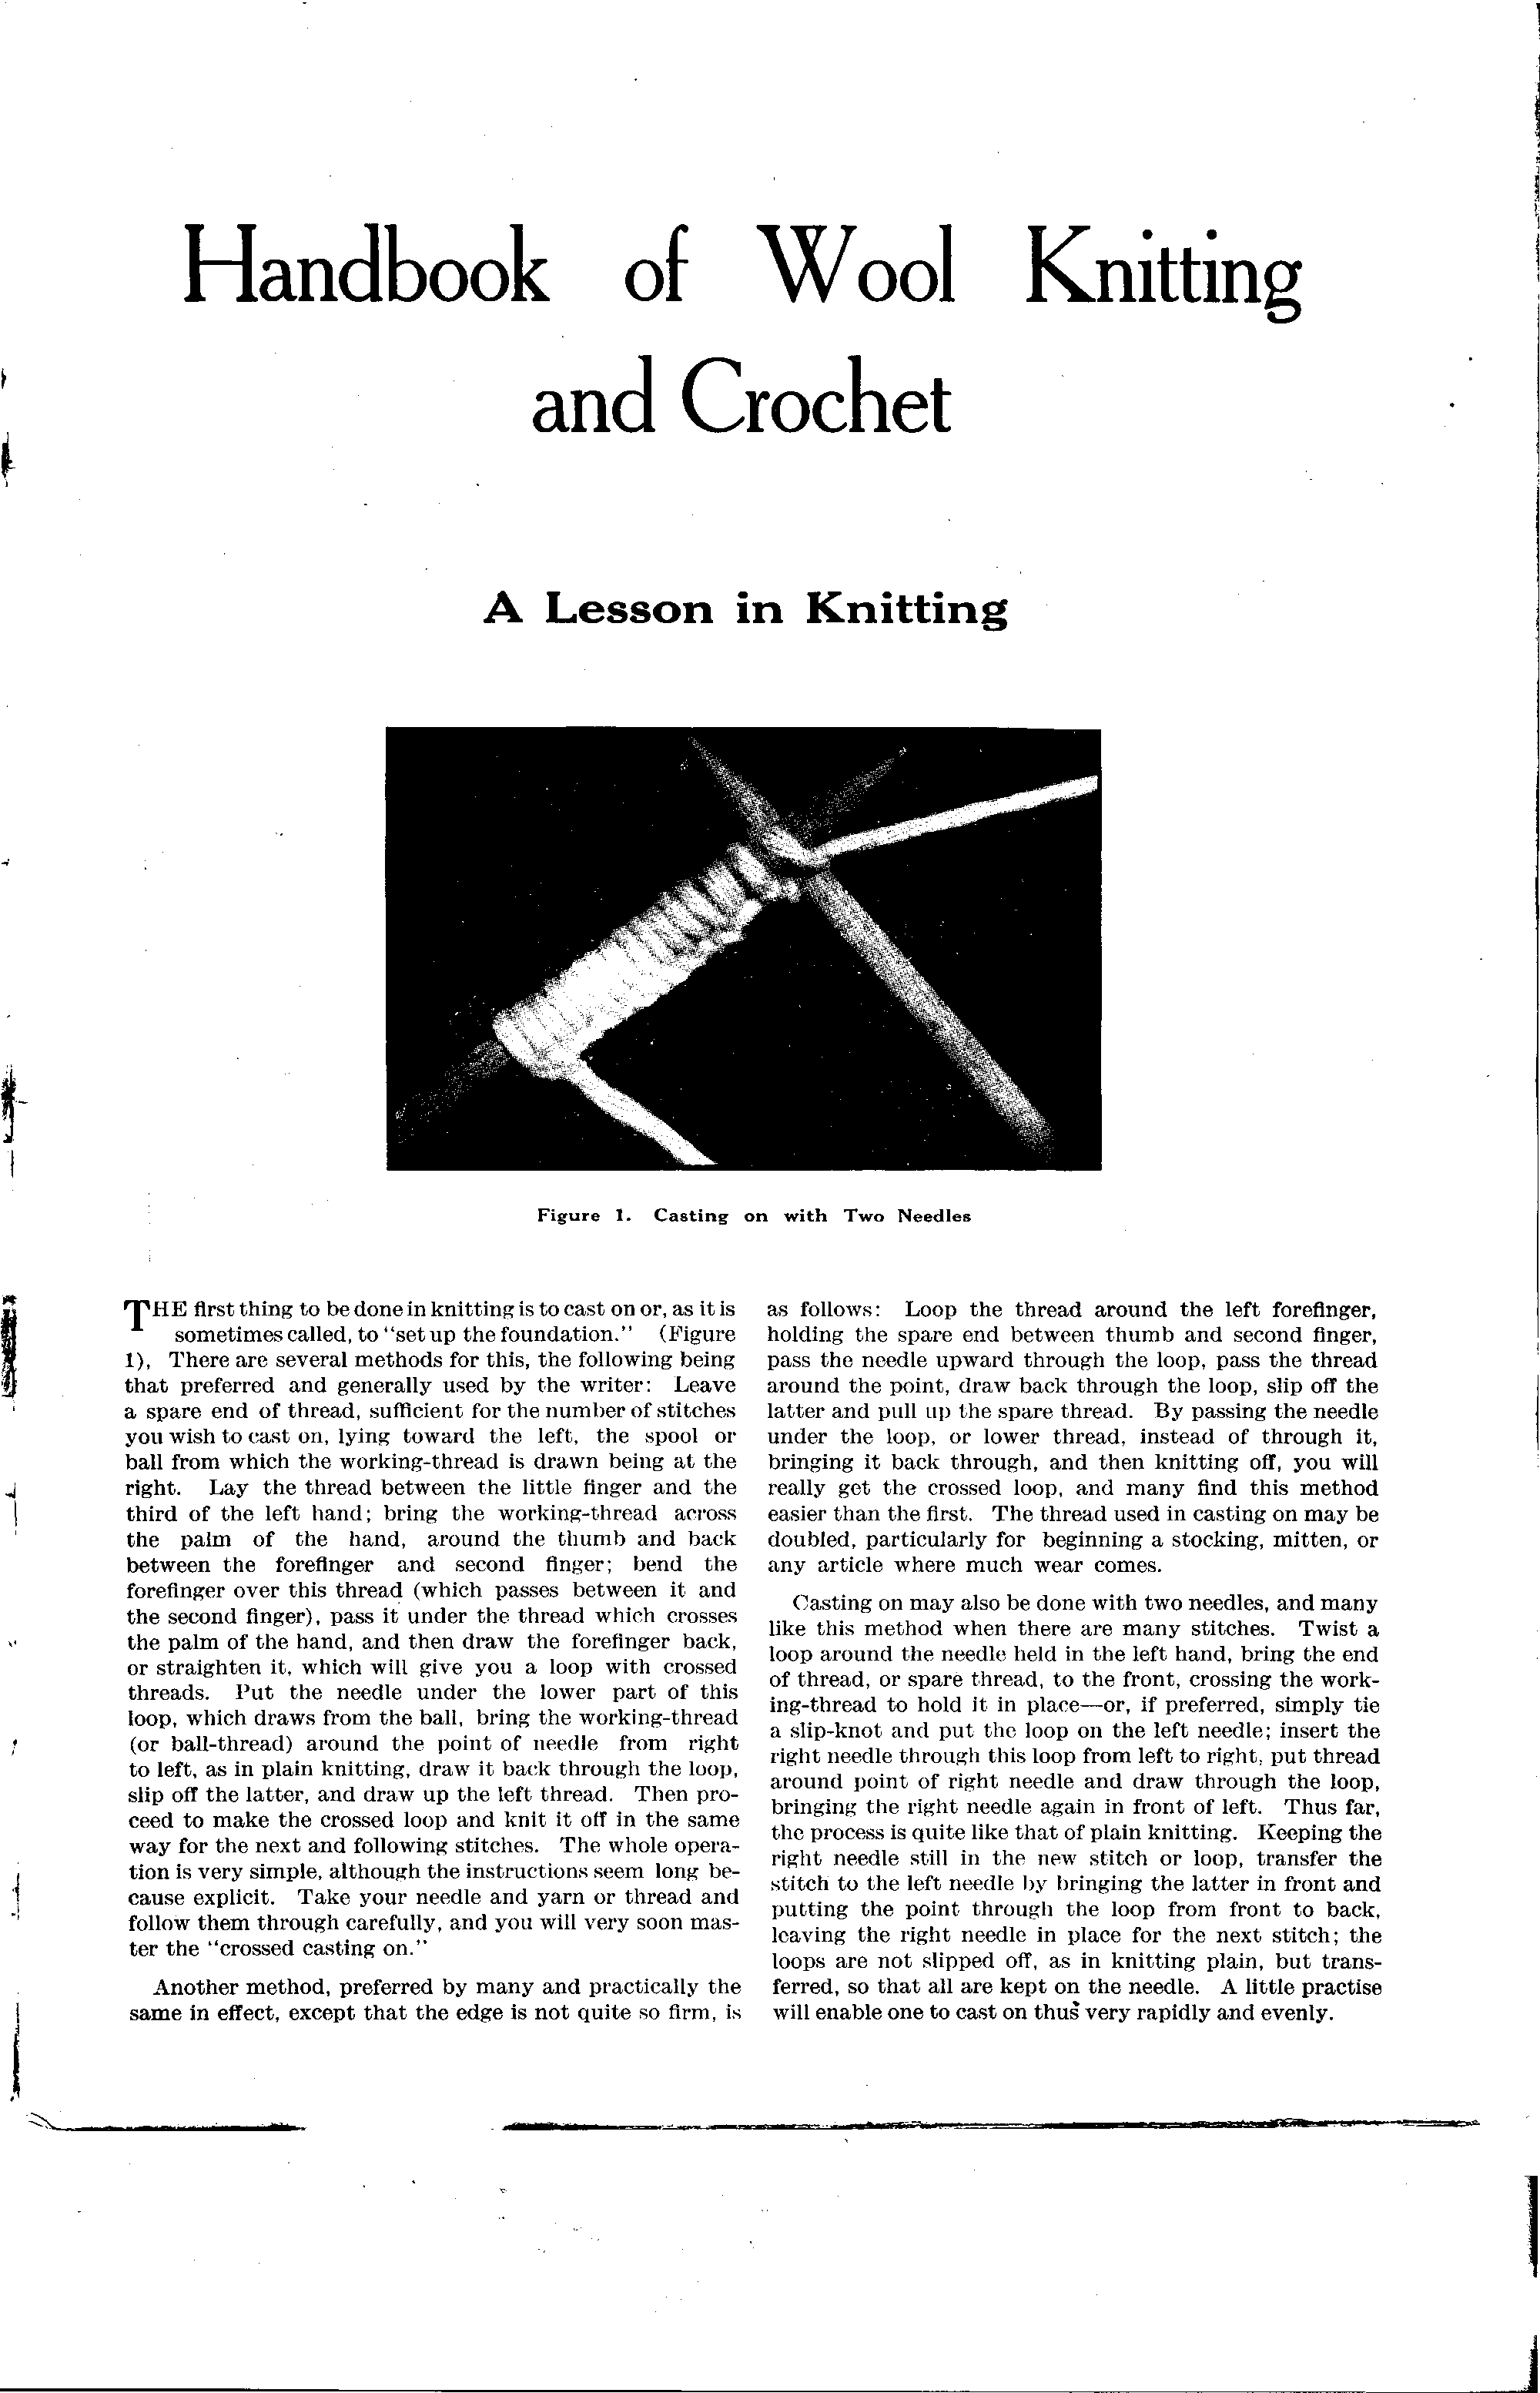 Handbook of Wool Knitting
and Crochet
A Lesson in Knitting
Figure 1. Casting on with Two Needles
THE first thing to be done in knitting is to cast on or, as it is
sometimes called, to "set up the foundation." (Figure
1), There are several methods for this, the following being
that preferred and generally used by the writer: Leave
a spare end of thread, sufficient for the number of stitches
you wish to cast on, lying toward the left, the spool or
ball from which the working-thread is drawn being at the
right. Lay the thread between the little finger and the
third of the left hand; bring the working-thread across
the palm of the hand, around the thumb and back
between the forefinger and second finger; bend the
forefinger over this thread (which passes between it and
the second finger), pass it under the thread which crosses
the palm of the hand, and then draw the forefinger back,
or straighten it, which will give you a loop with crossed
threads. Put the needle under the lower part of this
loop, which draws from the ball, bring the working-thread
(or ball-thread) around the point of needle from right
to left, as in plain knitting, draw it back through the loop,
slip off the latter, and draw up the left thread. Then pro-
ceed to make the crossed loop and knit it off in the same
way for the next and following stitches. The whole opera-
tion is very simple, although the instructions seem long be-
cause explicit. Take your needle and yarn or thread and
follow them through carefully, and you will very soon mas-
ter the "crossed casting on."
Another method, preferred by many and practically the
same in effect, except that the edge is not quite so firm, is
as follows: Loop the thread around the left forefinger,
holding the spare end between thumb and second finger,
pass the needle upward through the loop, pass the thread
around the point, draw back through the loop, slip off the
latter and pull up the spare thread. By passing the needle
under the loop, or lower thread, instead of through it,
bringing it back through, and then knitting off, you will
really get the crossed loop, and many find this method
easier than the first. The thread used in casting on may be
doubled, particularly for beginning a stocking, mitten, or
any article where much wear comes.
Casting on may also be done with two needles, and many
like this method when there are many stitches. Twist a
loop around the needle held in the left hand, bring the end
of thread, or spare thread, to the front, crossing the work-
ing-thread to hold it in place—or, if preferred, simply tie
a slip-knot and put the loop on the left needle; insert the
right needle through this loop from left to right, put thread
around point of right needle and draw through the loop,
bringing the right needle again in front of left. Thus far,
the process is quite like that of plain knitting. Keeping the
right needle still in the new stitch or loop, transfer the
stitch to the left needle by bringing the latter in front and
putting the point through the loop from front to back,
leaving the right needle in place for the next stitch; the
loops are not slipped off, as in knitting plain, but trans-
ferred, so that all are kept on the needle. A little practise
will enable one to cast on thus very rapidly and evenly.